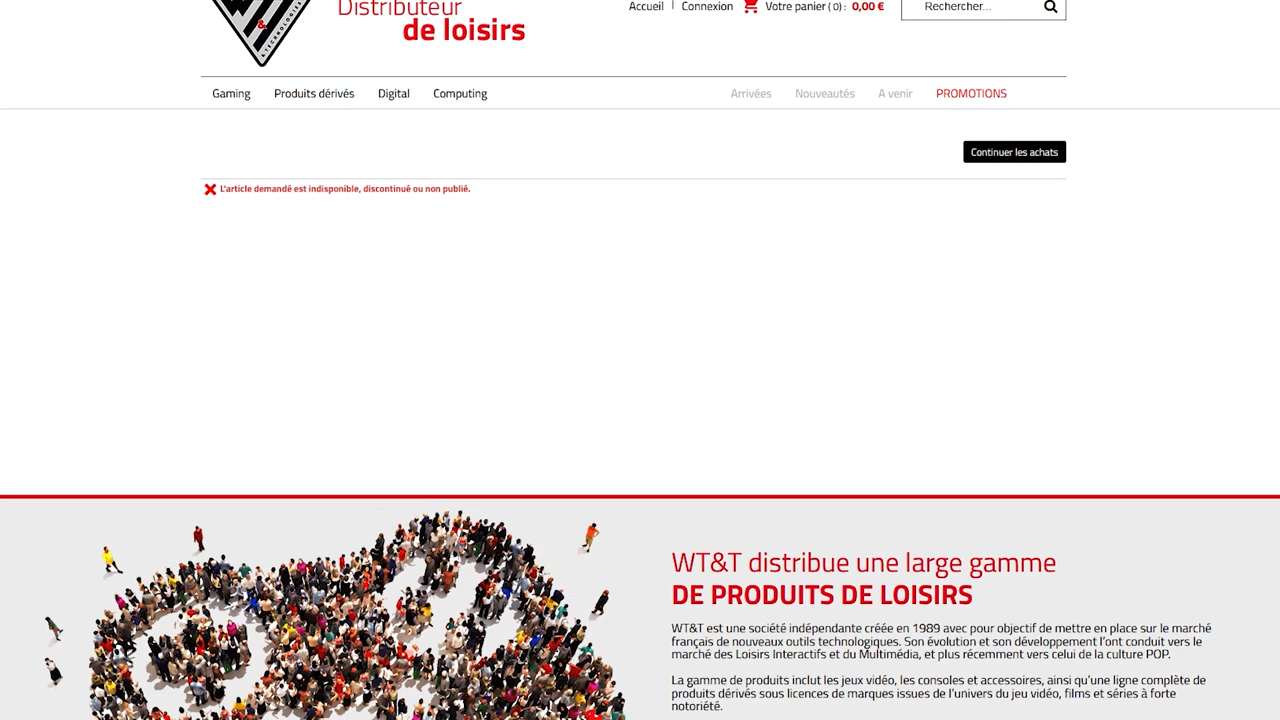 Distributeur
de loisirs
Accueil | Connexion Votre panier ( 0) : 0,00 € Rechercher...
&
& TECHNOLOGIES
Gaming Produits dérivés Digital Computing Arrivées Nouveautés A venir PROMOTIONS
Continuer les achats
L'article demandé est indisponible, discontinué ou non publié.
WT&T distribue une large gamme
DE PRODUITS DE LOISIRS
WT&T est une société indépendante créée en 1989 avec pour objectif de mettre en place sur le marché
français de nouveaux outils technologiques. Son évolution et son développement l'ont conduit vers le
marché des Loisirs Interactifs et du Multimédia, et plus récemment vers celui de la culture POP.
La gamme de produits inclut les jeux vidéo, les consoles et accessoires, ainsi qu'une ligne complète de
produits dérivés sous licences de marques issues de l'univers du jeu vidéo, films et séries à forte
notoriété.